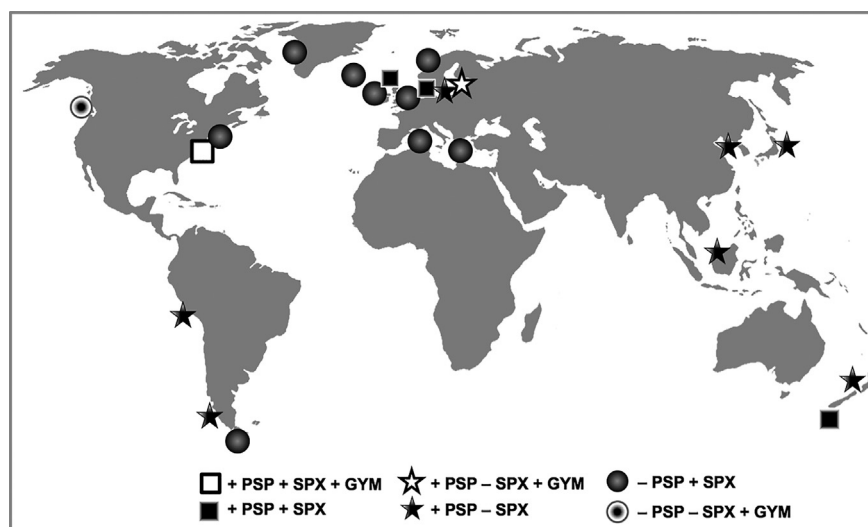 + PSP + SPX + GYM
+ PSP – SPX + GYM
– PSP + SPX
+ PSP + SPX
+ PSP – SPX
– PSP – SPX + GYM